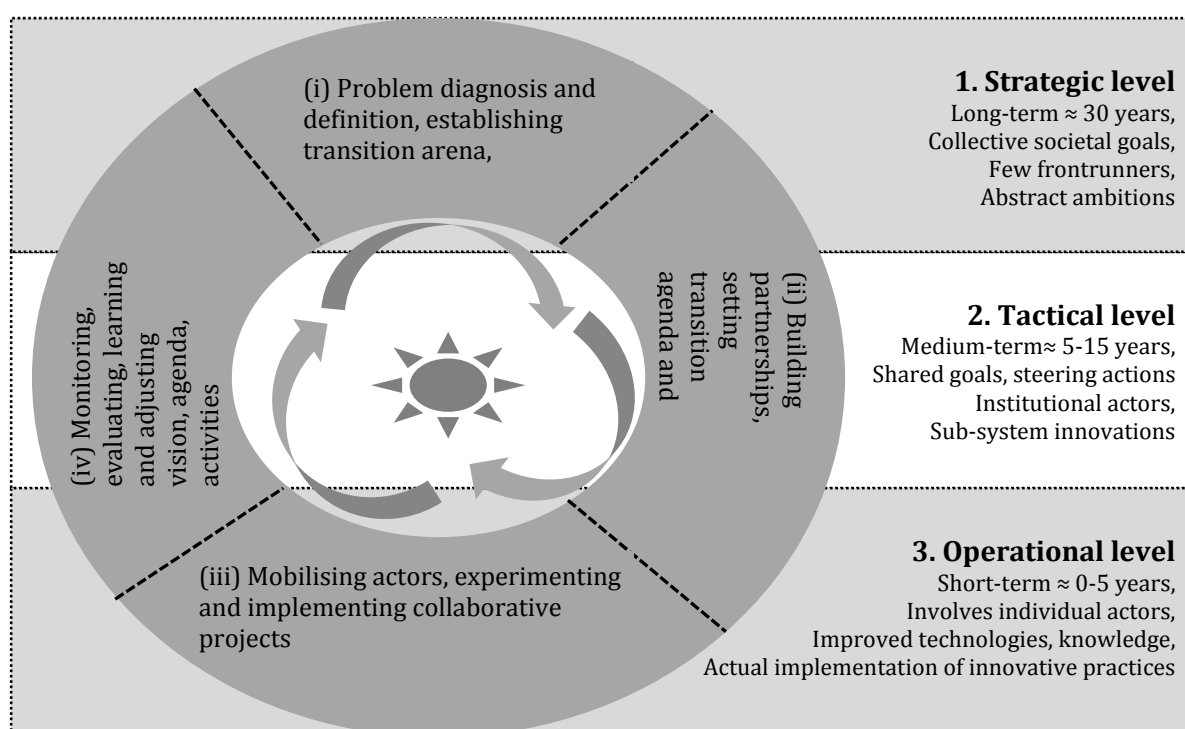 (i) Problem diagnosis and
definition, establishing
transition arena,
1. Strategic level
Long-term ≈ 30 years,
Collective societal goals,
Few frontrunners,
Abstract ambitions
(ii) Building
partnerships,
setting
transition
agenda and
2. Tactical level
Medium-term≈ 5-15 years,
Shared goals, steering actions
Institutional actors,
Sub-system innovations
(iii) Mobilising actors, experimenting
and implementing collaborative
projects
3. Operational level
Short-term ≈ 0-5 years,
Involves individual actors,
Improved technologies, knowledge,
Actual implementation of innovative practices
(iv) Monitoring,
evaluating, learning
and adjusting
vision, agenda,
activities